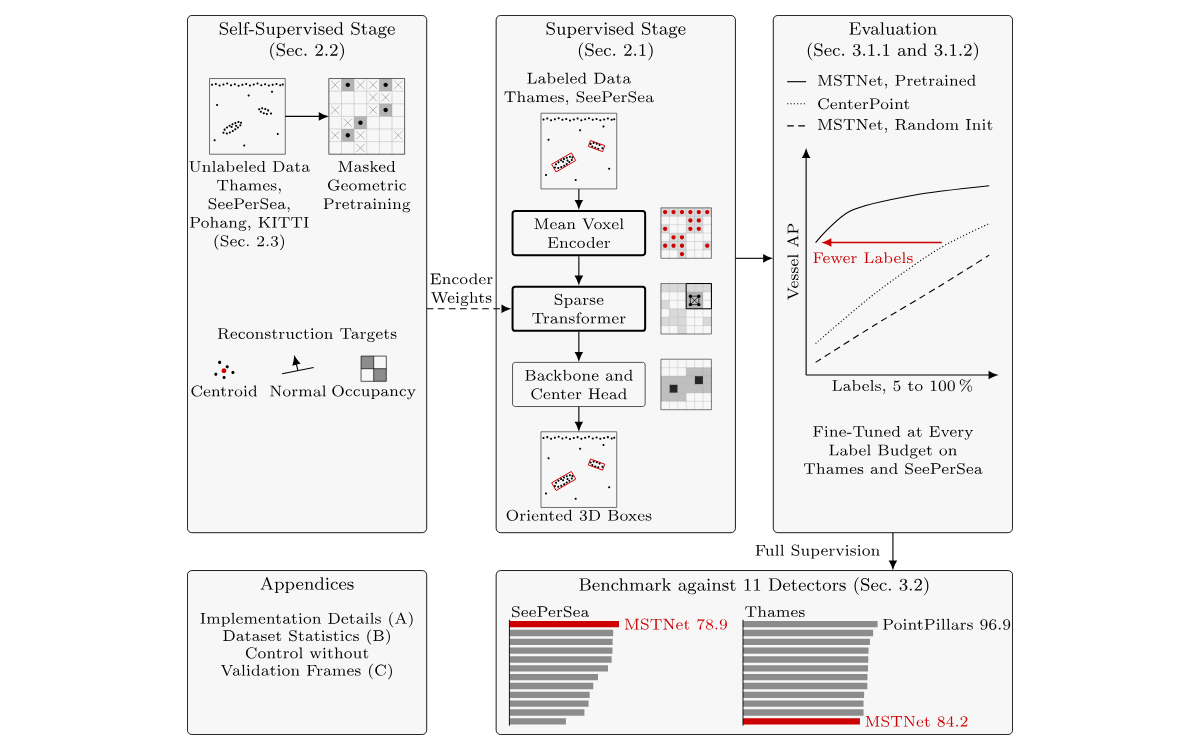 Self-Supervised Stage
(Sec. 2.2)
Unlabeled Data
Thames,
SeePerSea,
Pohang, KITTI
(Sec. 2.3)
Masked
Geometric
Pretraining
Reconstruction Targets
Centroid
Normal
Occupancy
Encoder
Weights
Supervised Stage
(Sec. 2.1)
Labeled Data
Thames, SeePerSea
Mean Voxel
Encoder
Sparse
Transformer
Backbone and
Center Head
Oriented 3D Boxes
Evaluation
(Sec. 3.1.1 and 3.1.2)
MSTNet, Pretrained
CenterPoint
MSTNet, Random Init
Vessel AP
Fewer Labels
Labels, 5 to 100 %
Fine-Tuned at Every
Label Budget on
Thames and SeePerSea
Full Supervision
Appendices
Implementation Details (A)
Dataset Statistics (B)
Control without
Validation Frames (C)
Benchmark against 11 Detectors (Sec. 3.2)
SeePerSea
MSTNet 78.9
Thames
PointPillars 96.9
MSTNet 84.2